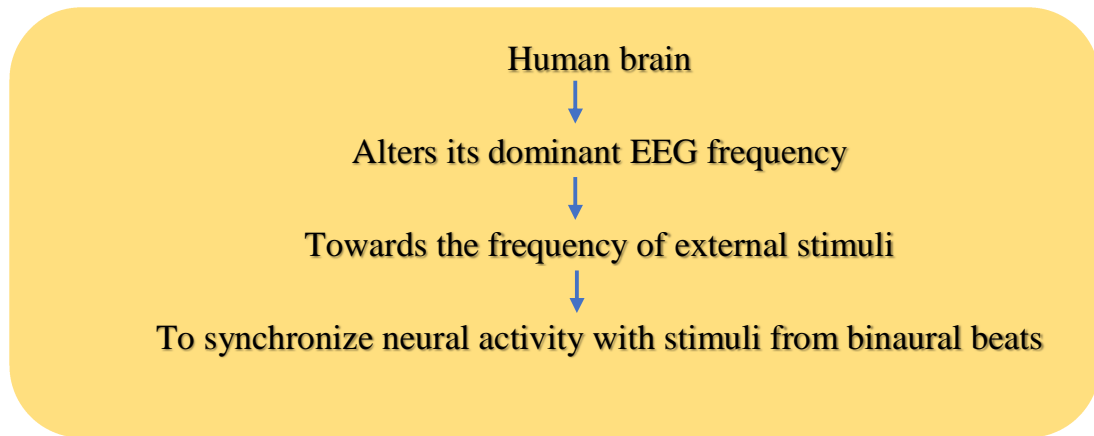 Human brain
Alters its dominant EEG frequency
Towards the frequency of external stimuli
To synchronize neural activity with stimuli from binaural beats